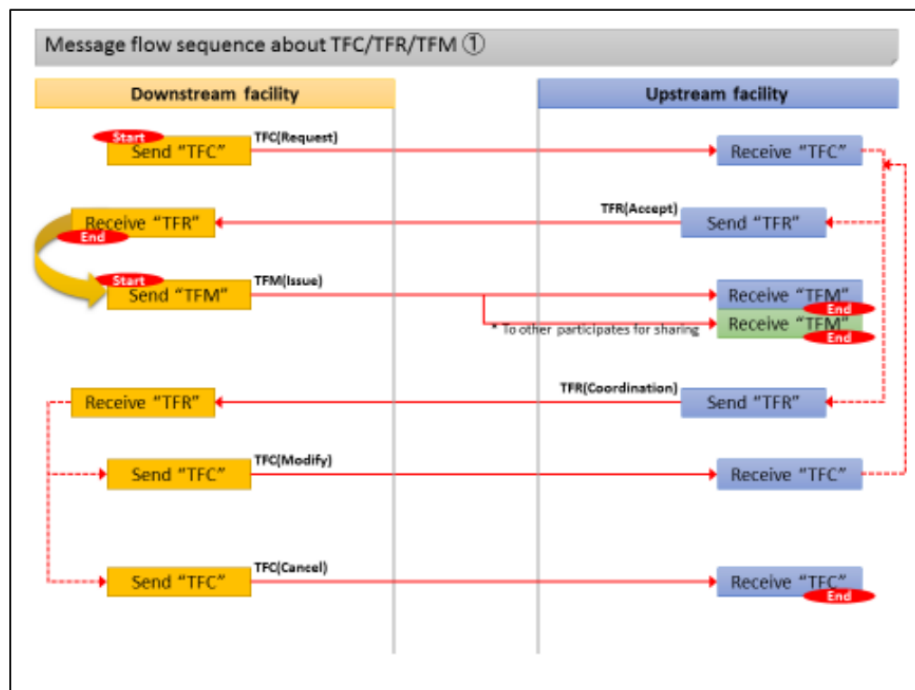 Message flow sequence about TFC/TFR/TFM ①
Downstream facility
Upstream facility
Start
Send "TFC"
TFC(Request)
Receive "TFC"
Receive "TFR"
End
TFR(Accept)
Send "TFR"
Start
Send "TFM"
TFM(Issue)
Receive "TFM"
End
* To other participates for sharing
Receive "TFM"
End
Receive "TFR"
TFR(Coordination)
Send "TFR"
Send "TFC"
TFC(Modify)
Receive "TFC"
Send "TFC"
TFC(Cancel)
Receive "TFC"
End